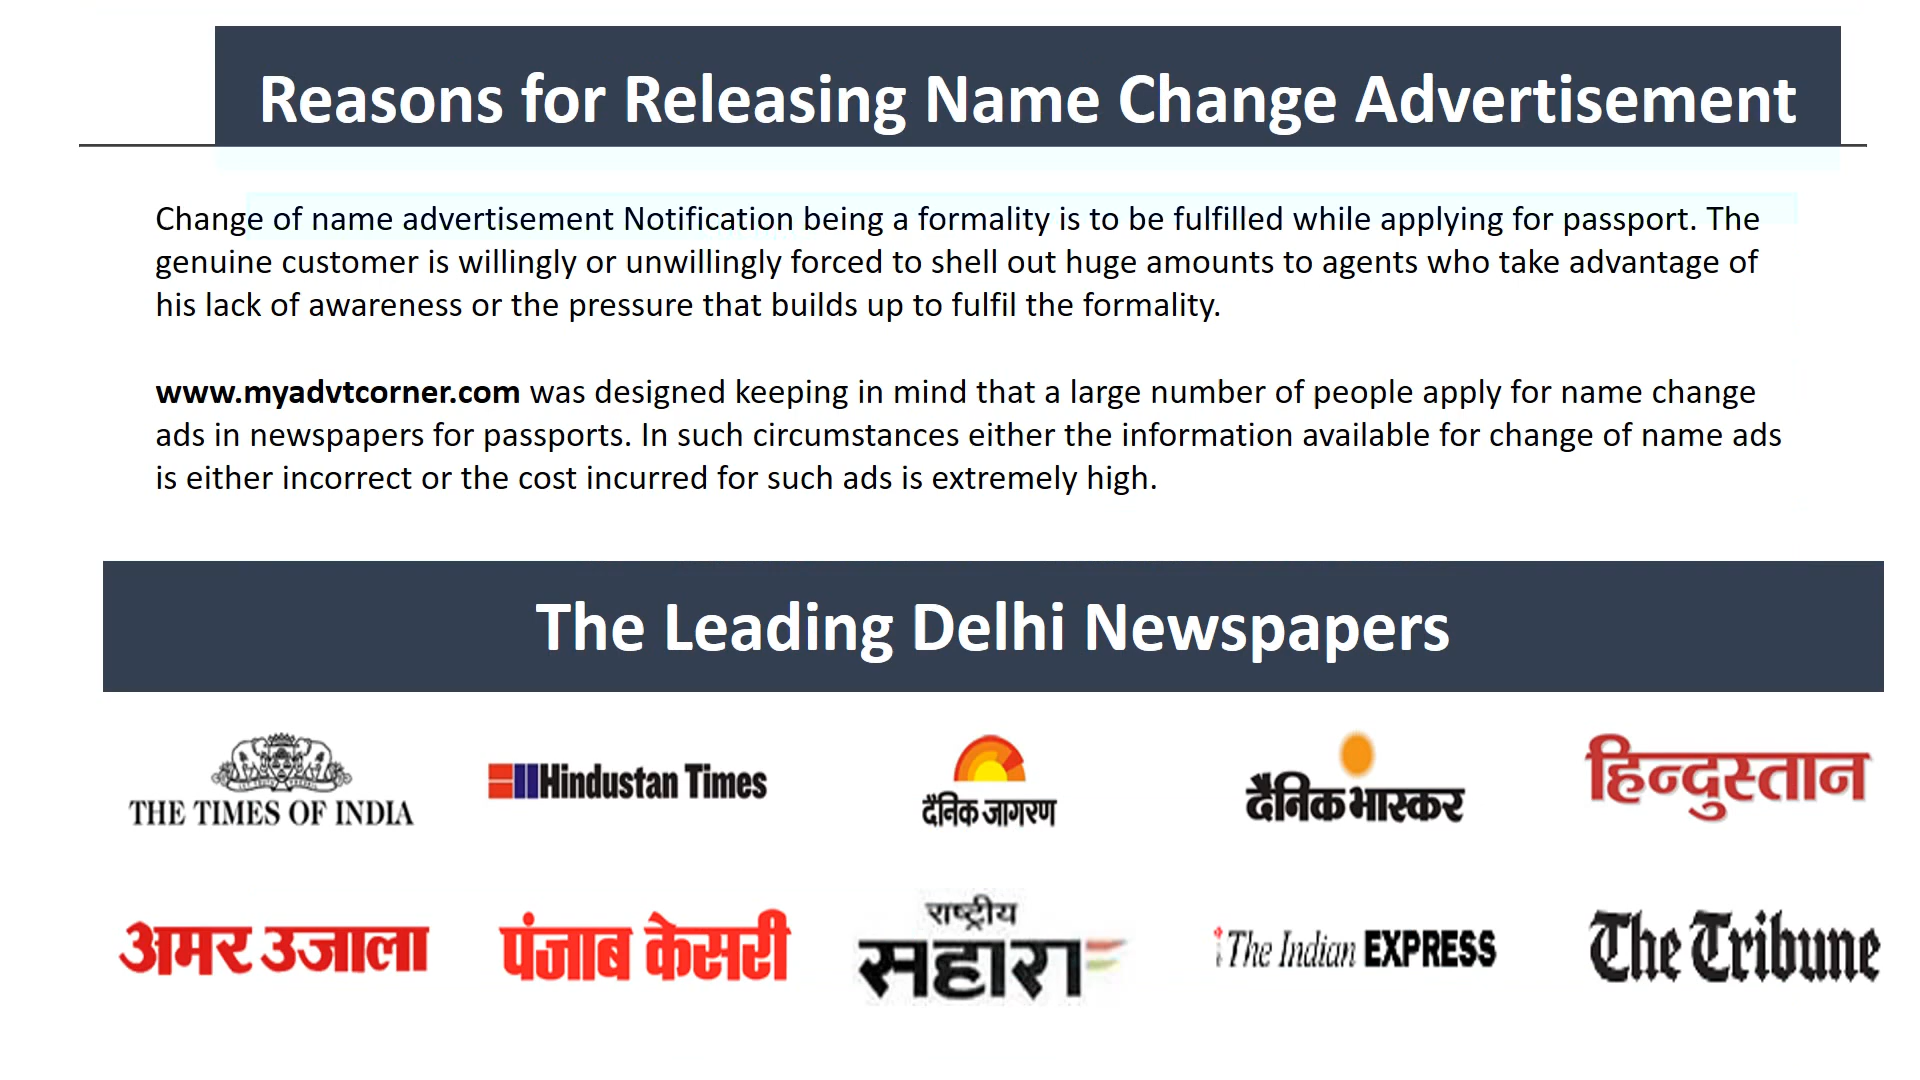 Reasons for Releasing Name Change Advertisement
Change of name advertisement Notification being a formality is to be fulfilled while applying for passport. The
genuine customer is willingly or unwillingly forced to shell out huge amounts to agents who take advantage of
his lack of awareness or the pressure that builds up to fulfil the formality.
www.myadvtcorner.com was designed keeping in mind that a large number of people apply for name change
ads in newspapers for passports. In such circumstances either the information available for change of name ads
is either incorrect or the cost incurred for such ads is extremely high.
The Leading Delhi Newspapers
THE TIMES OF INDIA
Hindustan Times
दैनिक जागरण
दैनिक भास्कर
हिन्दुस्तान
अमर उजाला
पंजाब केसरी
राष्ट्रीय
सहारा
The Indian EXPRESS
The Tribune